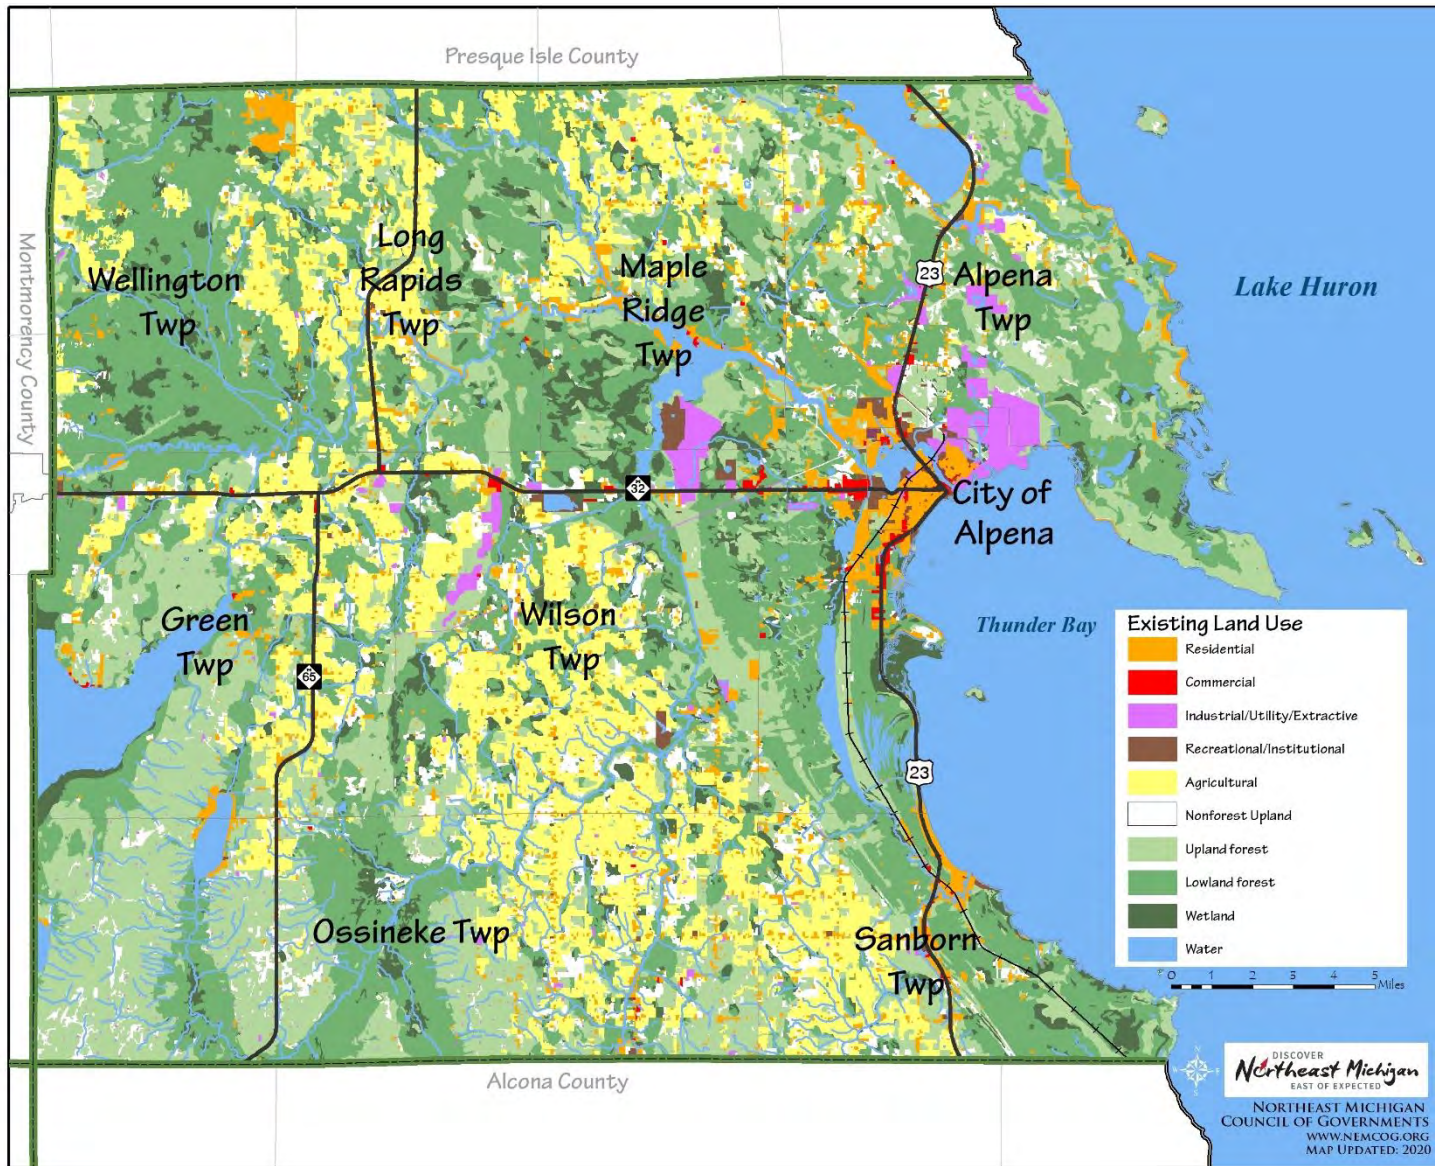 Presque Isle County
Montmorency County
Long
Rapids
Twp
Wellington
Twp
Maple
Ridge
Twp
23
Alpena
Twp
Lake Huron
32
City of
Alpena
Green
Twp
65
Wilson
Twp
Thunder Bay
23
Ossineke Twp
Sanborn
Twp
Alcona County
Existing Land Use
Residential
Commercial
Industrial/Utility/Extractive
Recreational/Institutional
Agricultural
Nonforest Upland
Upland forest
Lowland forest
Wetland
Water
0 1 2 3 4 5
Miles
N
W E
S
DISCOVER
Northeast Michigan
EAST OF EXPECTED
NORTHEAST MICHIGAN
COUNCIL OF GOVERNMENTS
WWW.NEMCOG.ORG
MAP UPDATED: 2020